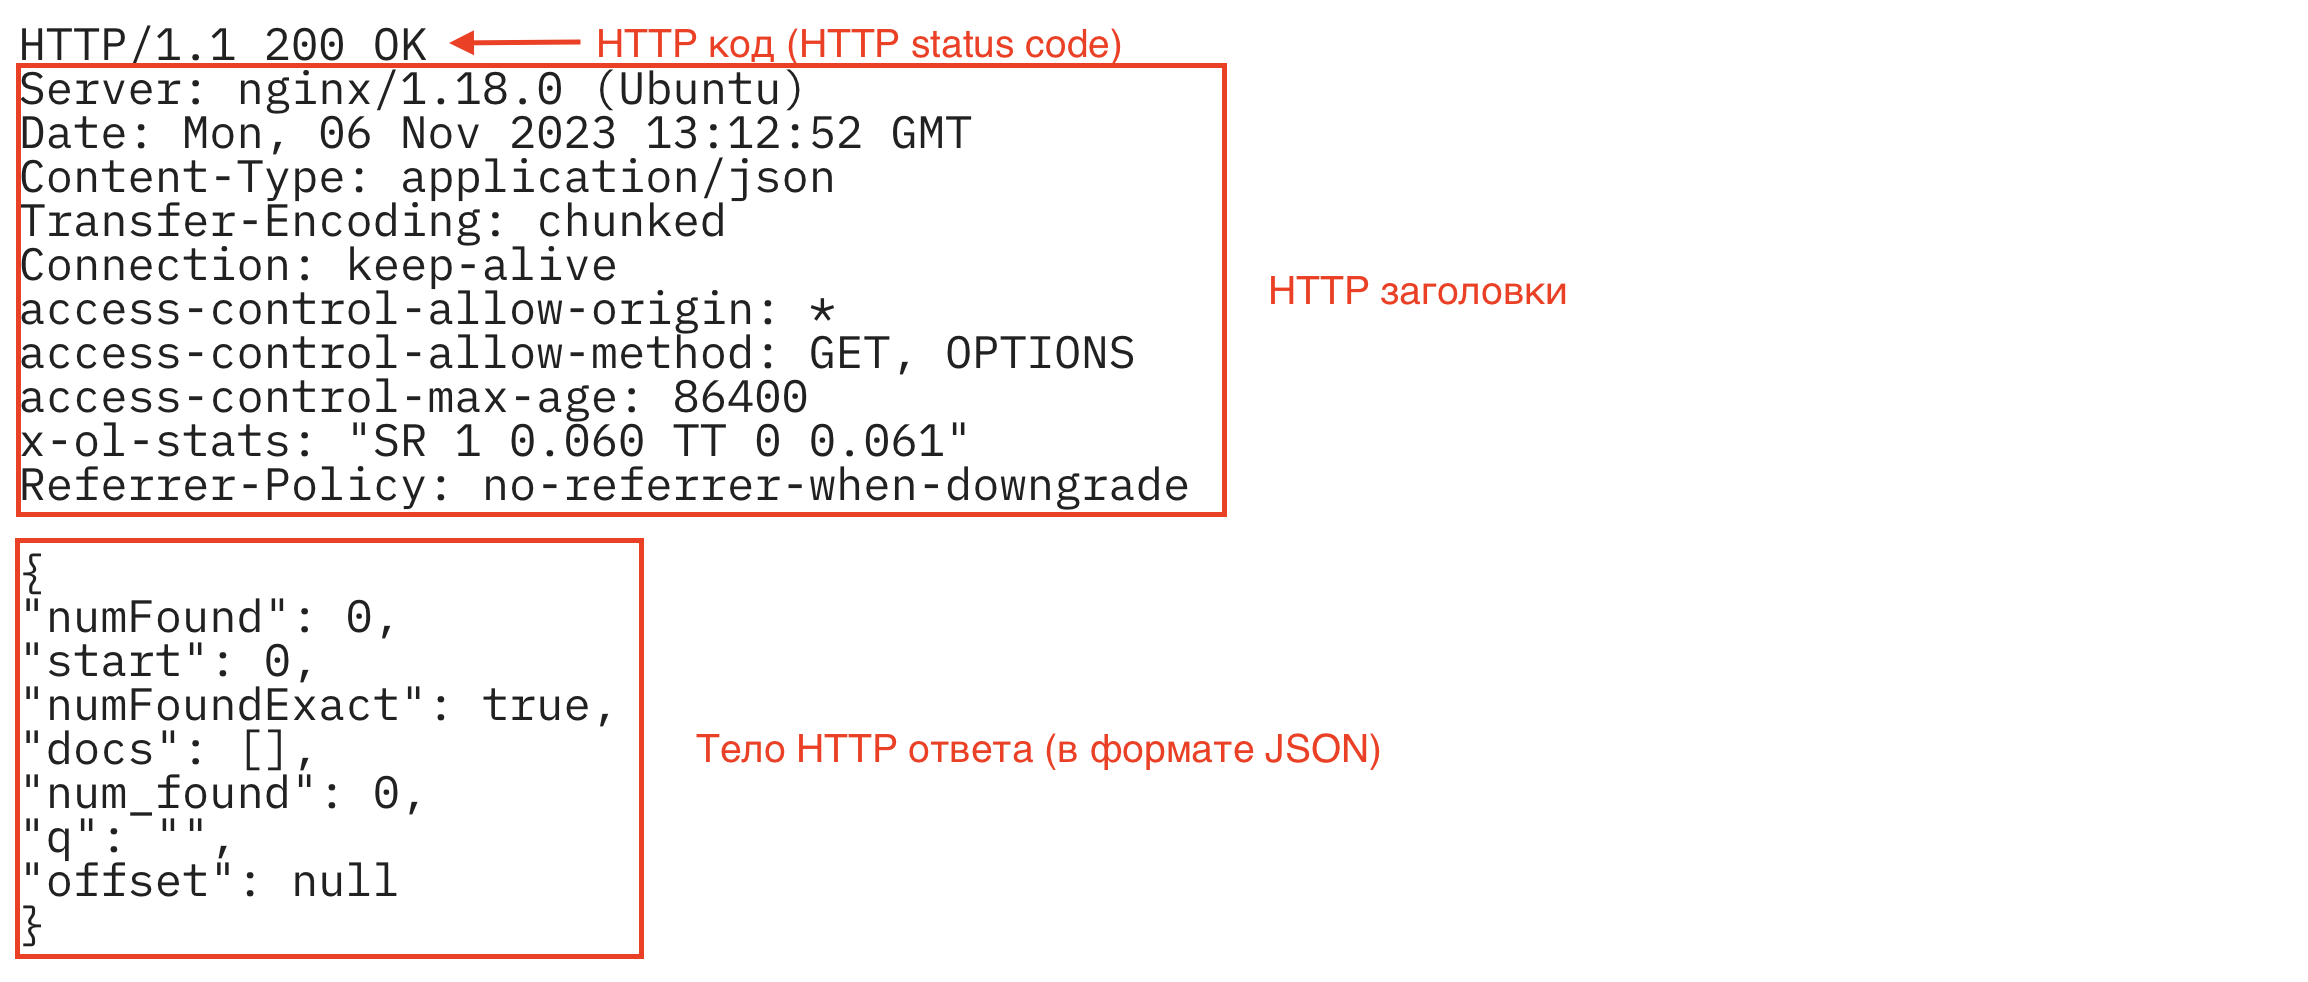 HTTP/1.1 200 OK HTTP код (HTTP status code)
Server: nginx/1.18.0 (Ubuntu)
Date: Mon, 06 Nov 2023 13:12:52 GMT
Content-Type: application/json
Transfer-Encoding: chunked
Connection: keep-alive
HTTP заголовки
access-control-allow-origin: *
access-control-allow-method: GET, OPTIONS
access-control-max-age: 86400
x-ol-stats: "SR 1 0.060 TT 0 0.061"
Referrer-Policy: no-referrer-when-downgrade
{
"numFound": 0,
"start": 0,
"numFoundExact": true,
"docs": [],
Тело HTTP ответа (в формате JSON)
"num_found": 0,
"q": "",
"offset": null
}